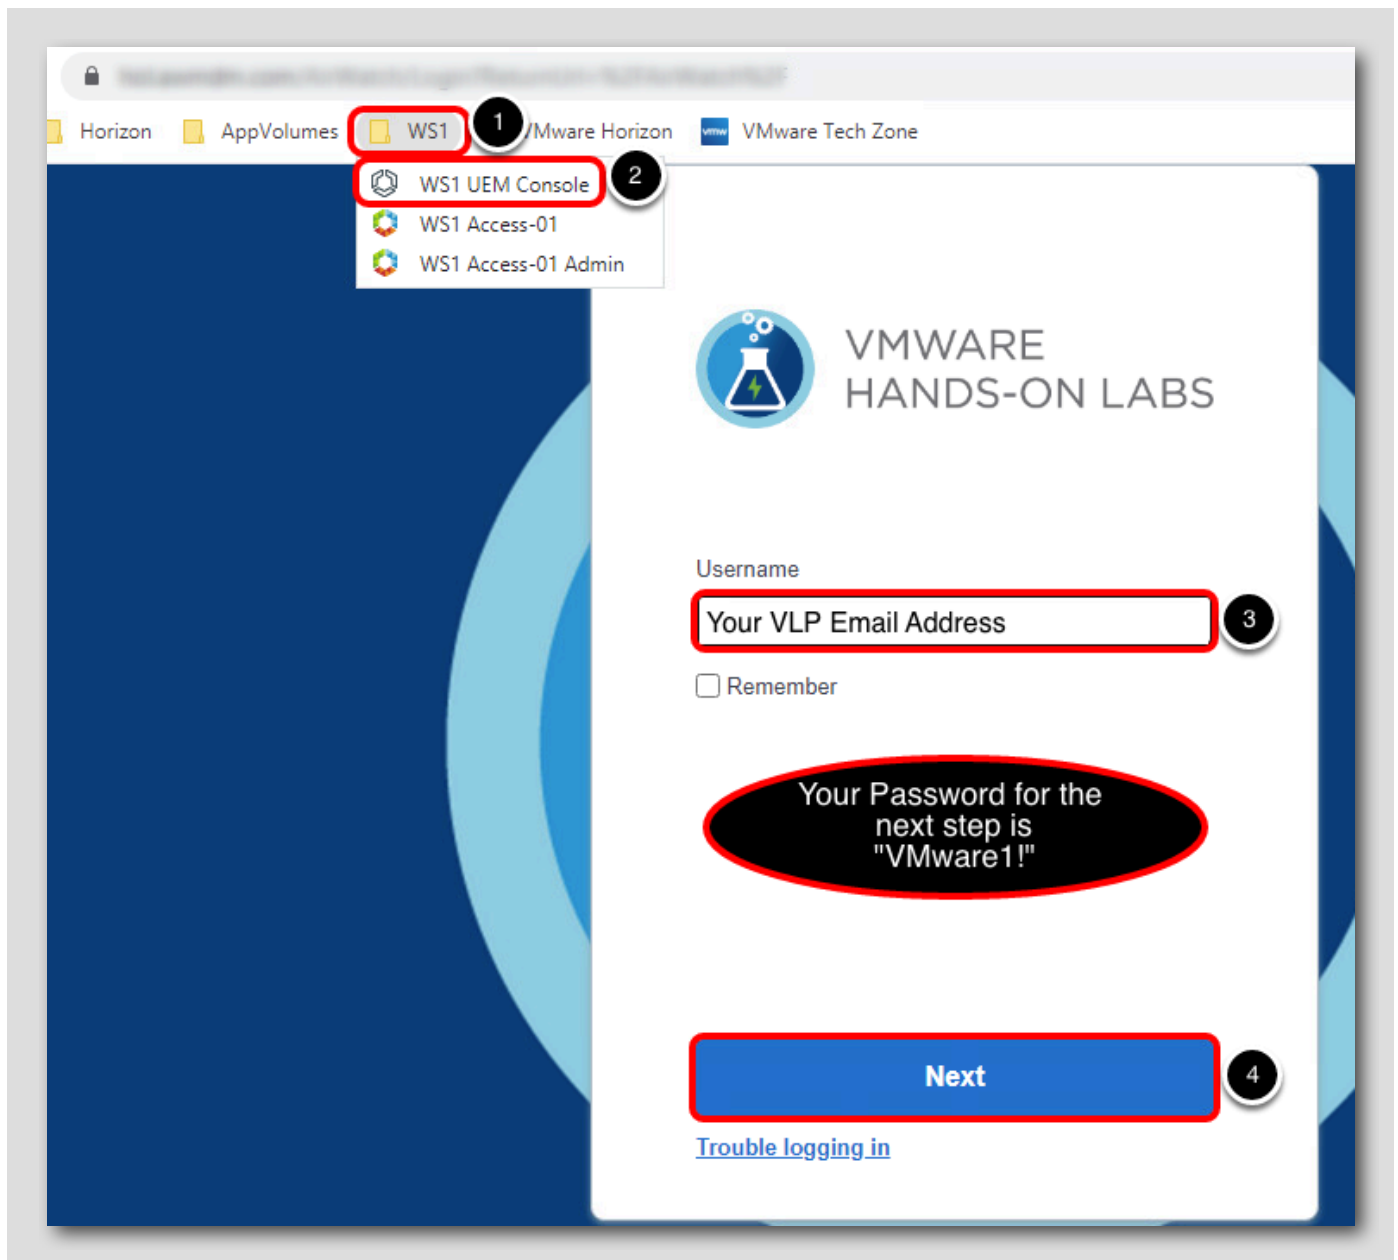 Horizon AppVolumes WS1 1 VMware Horizon vmw VMware Tech Zone
WS1 UEM Console 2
WS1 Access-01
WS1 Access-01 Admin
VMWARE
HANDS-ON LABS
Username
Your VLP Email Address 3
Remember
Your Password for the
next step is
"VMware1!"
Next 4
Trouble logging in